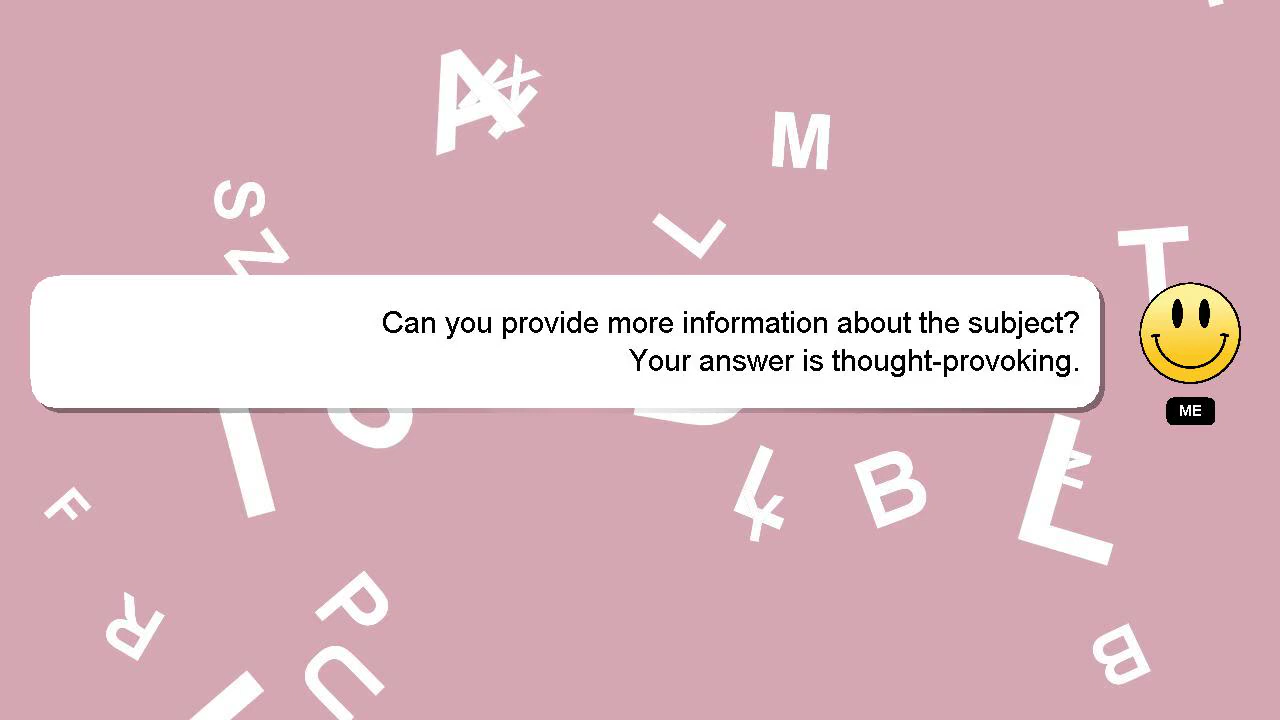 A
M
S
Z
L
T
Can you provide more information about the subject?
Your answer is thought-provoking.
ME
I
L
B
L
N
F
Y
P
R
U
B